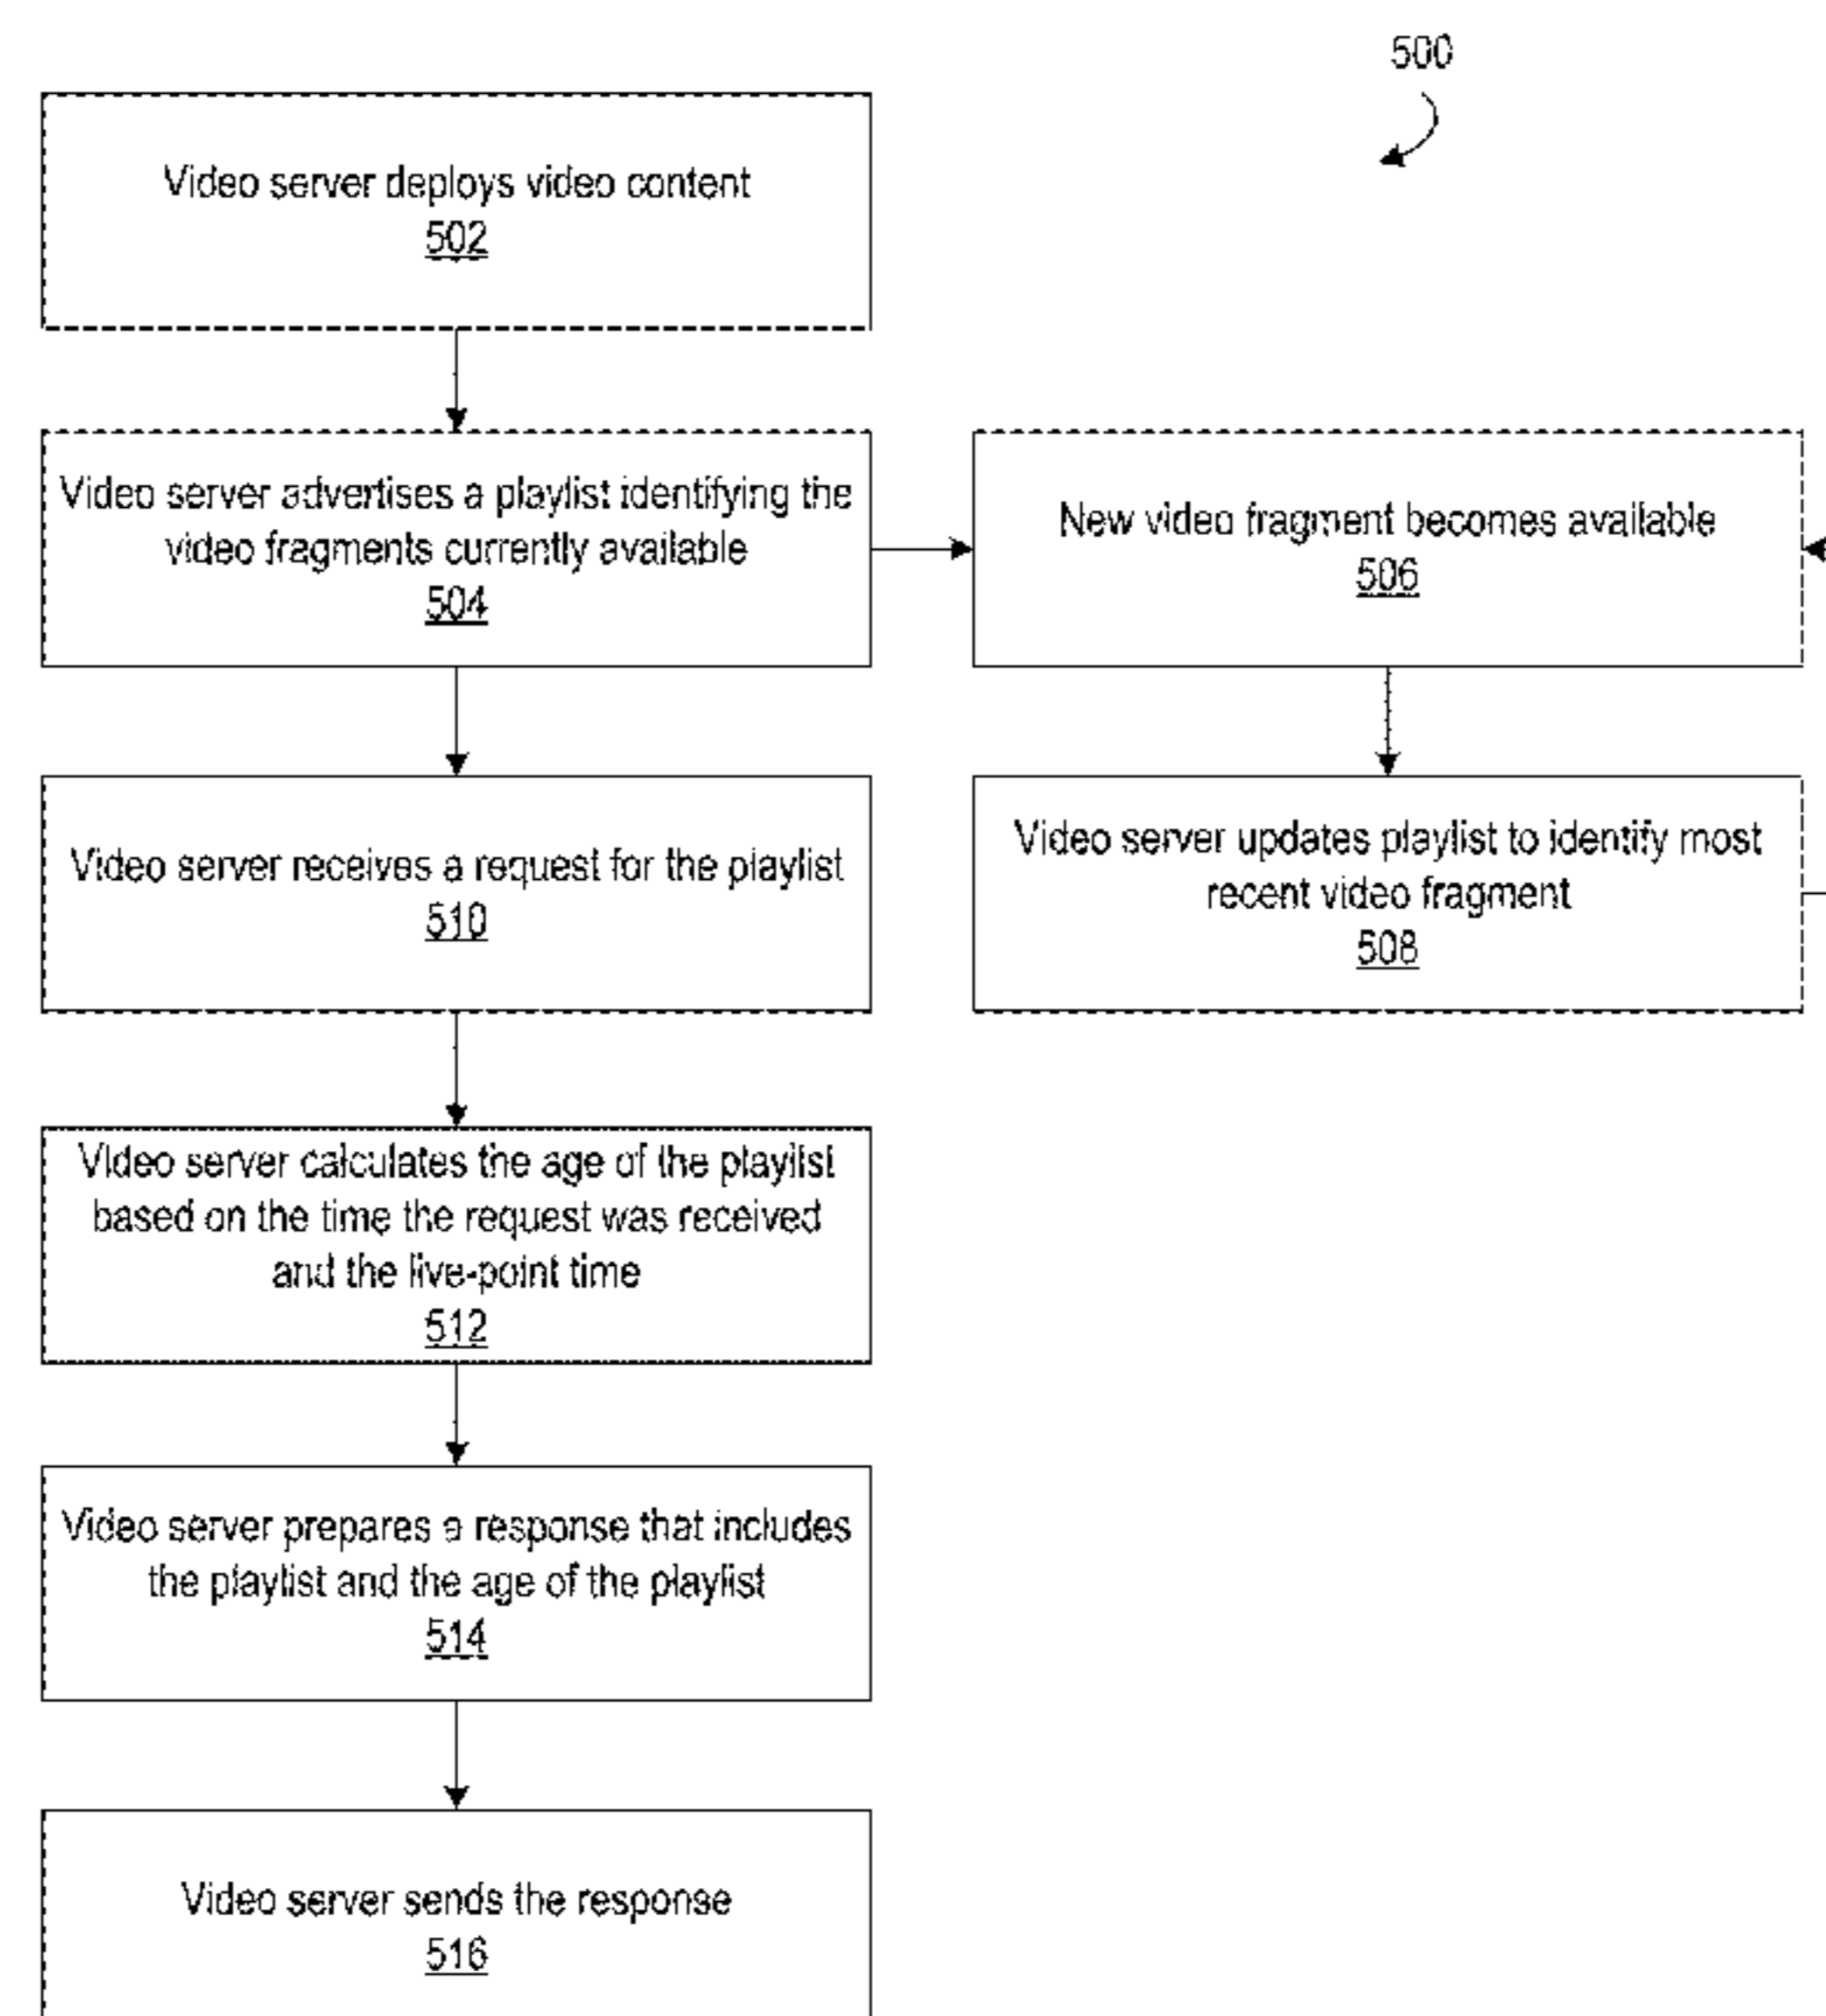 500
Video server deploys video content
502
Video server advertises a playlist identifying the
video fragments currently available
504
New video fragment becomes available
506
Video server receives a request for the playlist
510
Video server updates playlist to identify most
recent video fragment
508
Video server calculates the age of the playlist
based on the time the request was received
and the live-point time
512
Video server prepares a response that includes
the playlist and the age of the playlist
514
Video server sends the response
516